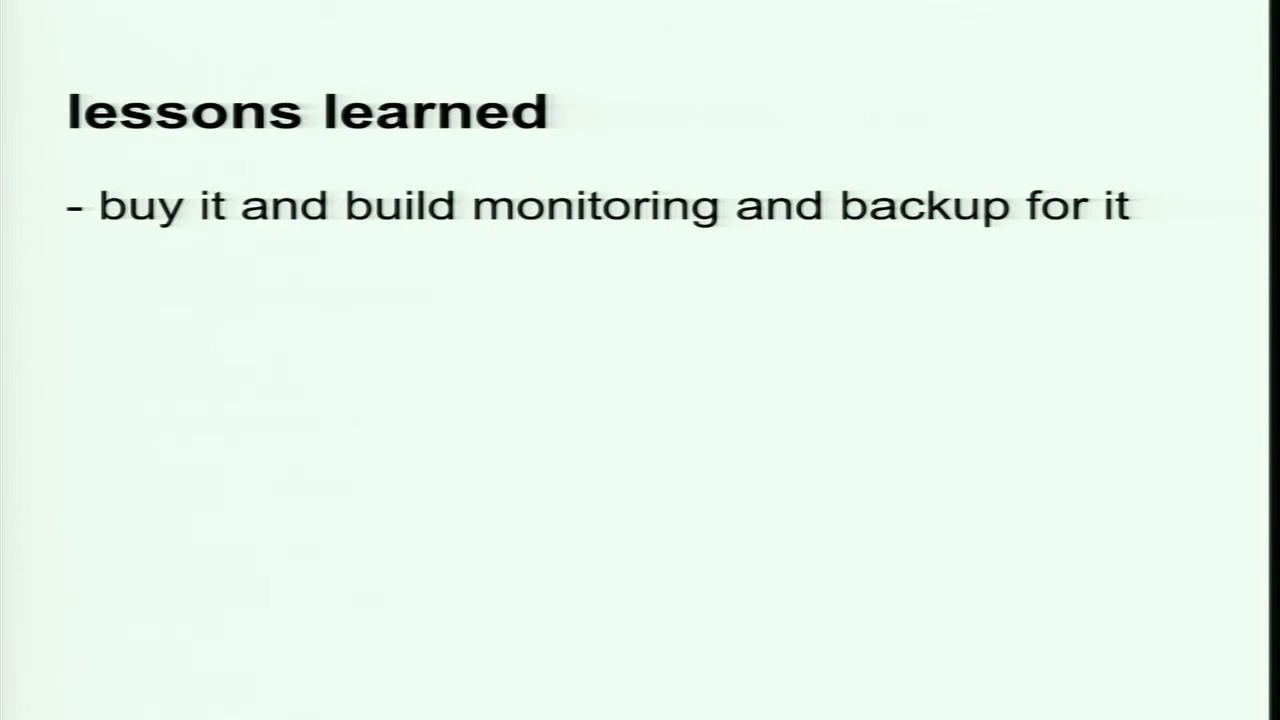 lessons learned
- buy it and build monitoring and backup for it